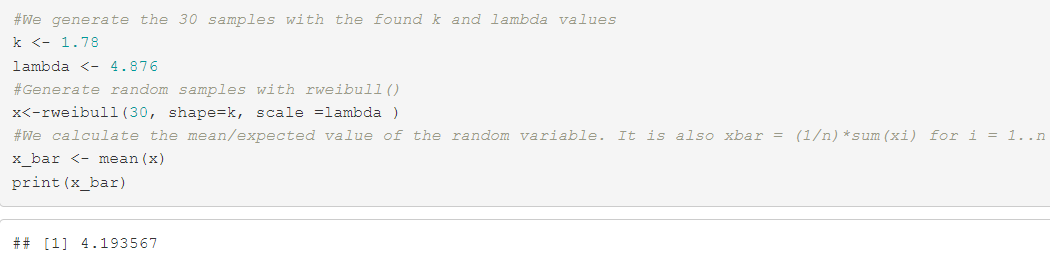 #We generate the 30 samples with the found k and lambda values
k <- 1.78
lambda <- 4.876
#Generate random samples with rweibull()
x<-rweibull(30, shape=k, scale =lambda )
#We calculate the mean/expected value of the random variable. It is also xbar = (1/n)*sum(xi) for i = 1..n
x_bar <- mean(x)
print(x_bar)
## [1] 4.193567